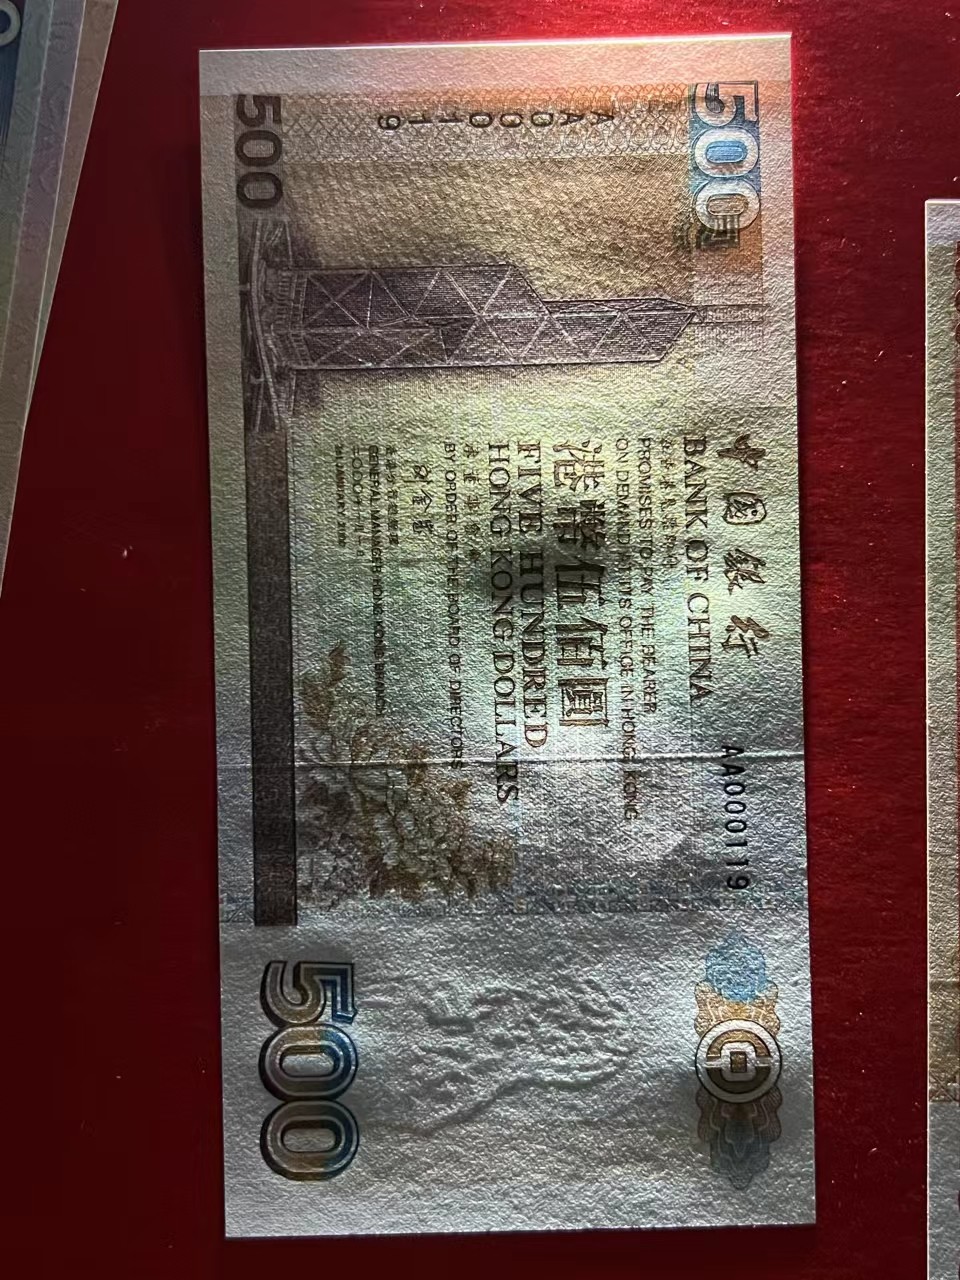 500
中國銀行
AA000119
BANK OF CHINA
PROMISES TO PAY THE BEARER
ON DEMAND AT ITS OFFICE IN HONG KONG
港幣伍佰圓
FIVE HUNDRED
HONG KONG DOLLARS
BY ORDER OF THE BOARD OF DIRECTORS
GENERAL MANAGER HONG KONG BRANCH
JANUARY
AA000119
500
500